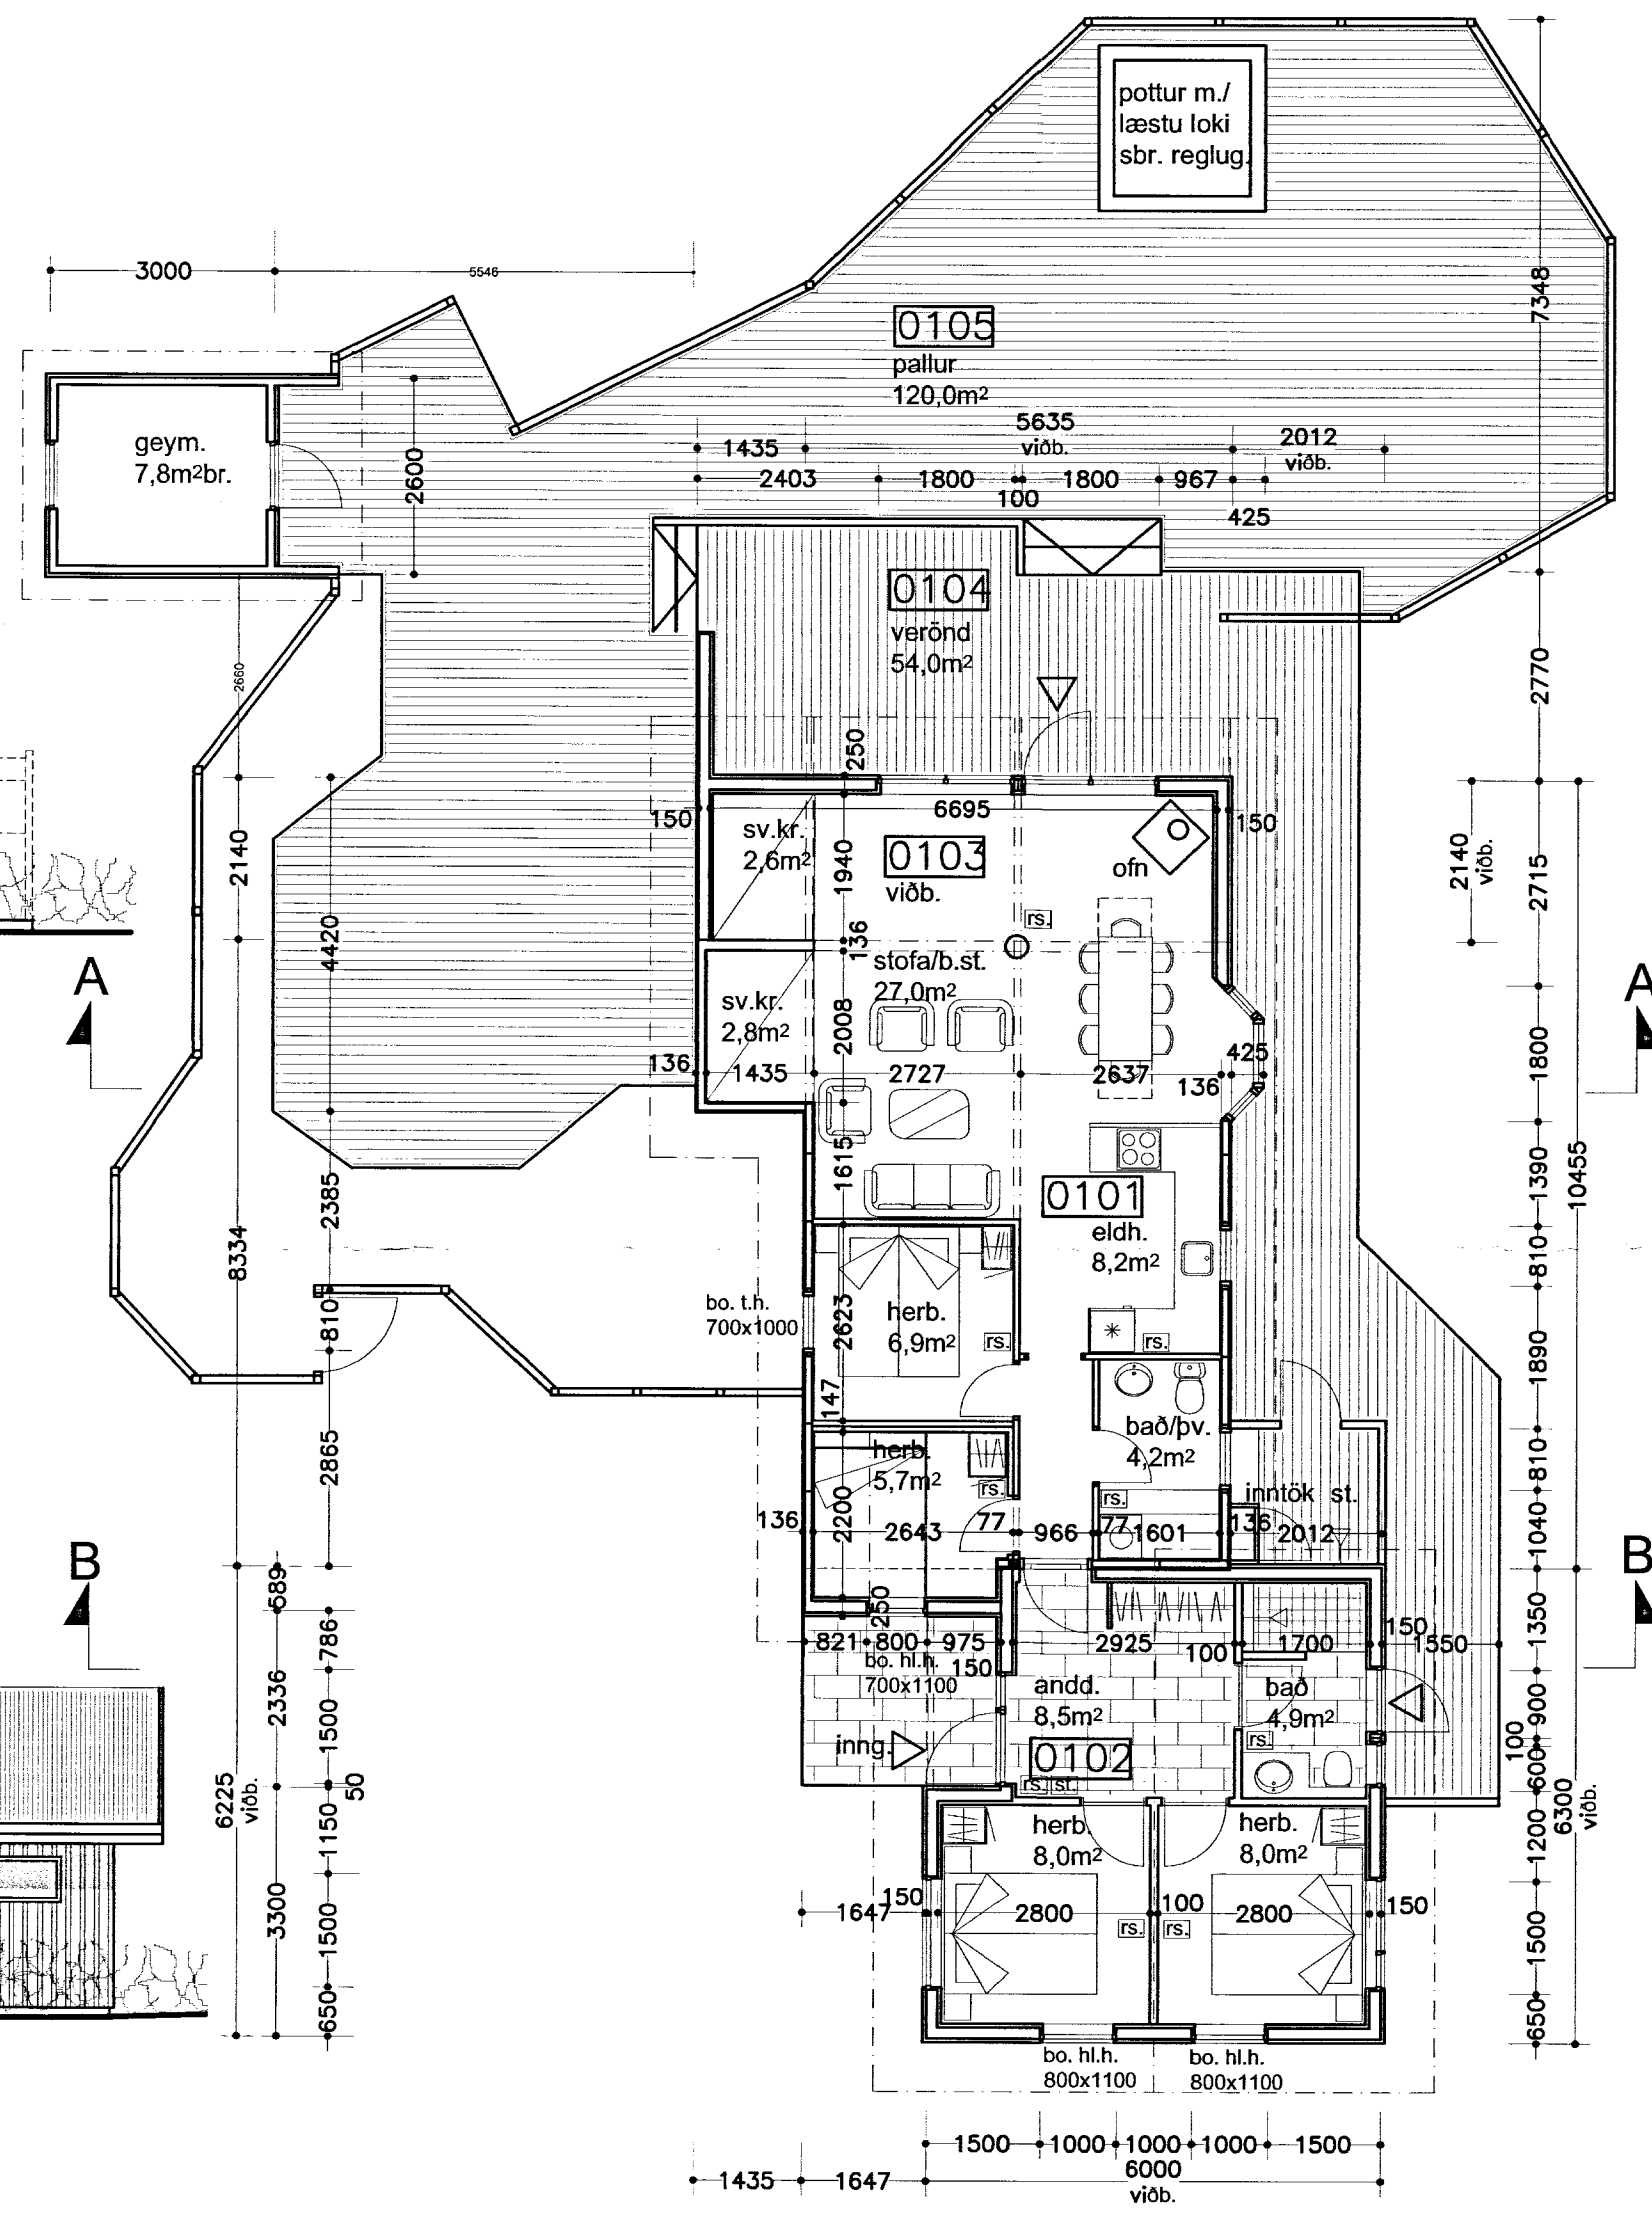 pottur m./
læstu loki
sbr. reglug.
3000
5546
7348
0105
pallur
120,0m²
geym.
7,8m²br.
2600
5635
viðb.
1435
2012
viðb.
2403
1800
1800
967
100
425
0104
verönd
54,0m²
2660
2770
250
6695
150
150
sv.kr.
2,6m²
1940
0103
viðb.
ofn
2140
2140
viðb.
2715
rs.
136
4420
stofa/b.st.
27,0m²
A
A
sv.kr.
2,8m²
2008
136
1435
2727
2637
425
136
1800
1615
1390
10455
2385
0101
eldh.
8,2m²
8334
810
bo. t.h.
700x1000
810
2623
herb.
6,9m²
rs.
rs.
1890
147
bað/þv.
4,2m²
2865
herb.
5,7m²
rs.
rs.
810
inntök st.
136
2200
2643
77
966
77
1601
136
2012
1040
B
B
689
250
1350
786
821
800
975
2925
100
1700
150
1550
bo. hl.h.
700x1100
150
2336
1500
andd.
8,5m²
bað
4,9m²
900
rs.
inng.
0102
100
600
rs.
st.
50
6225
viðb.
6300
viðb.
1150
herb.
8,0m²
herb.
8,0m²
1200
3300
1500
1647
150
2800
100
2800
150
rs.
rs.
1500
650
650
bo. hl.h.
800x1100
bo. hl.h.
800x1100
1500
1000
1000
1000
1500
6000
viðb.
1435
1647